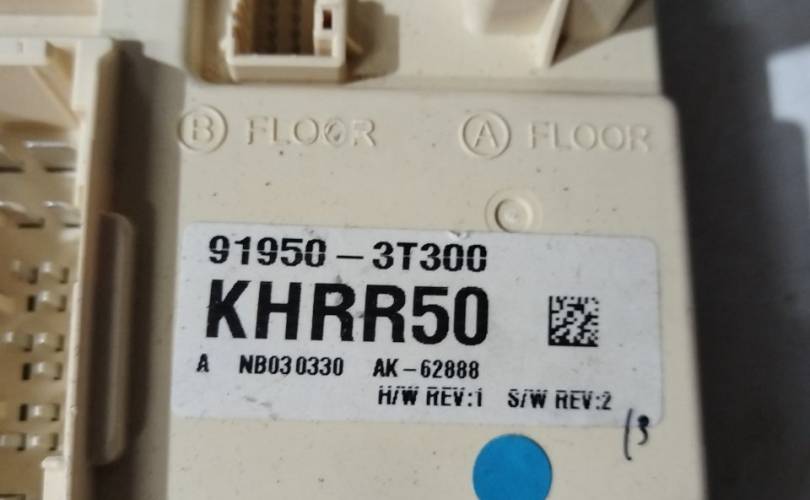 B FLOOR A FLOOR
91950-3T300
KHRR50
A NB030330 AK-62888
H/W REV:1 S/W REV:2